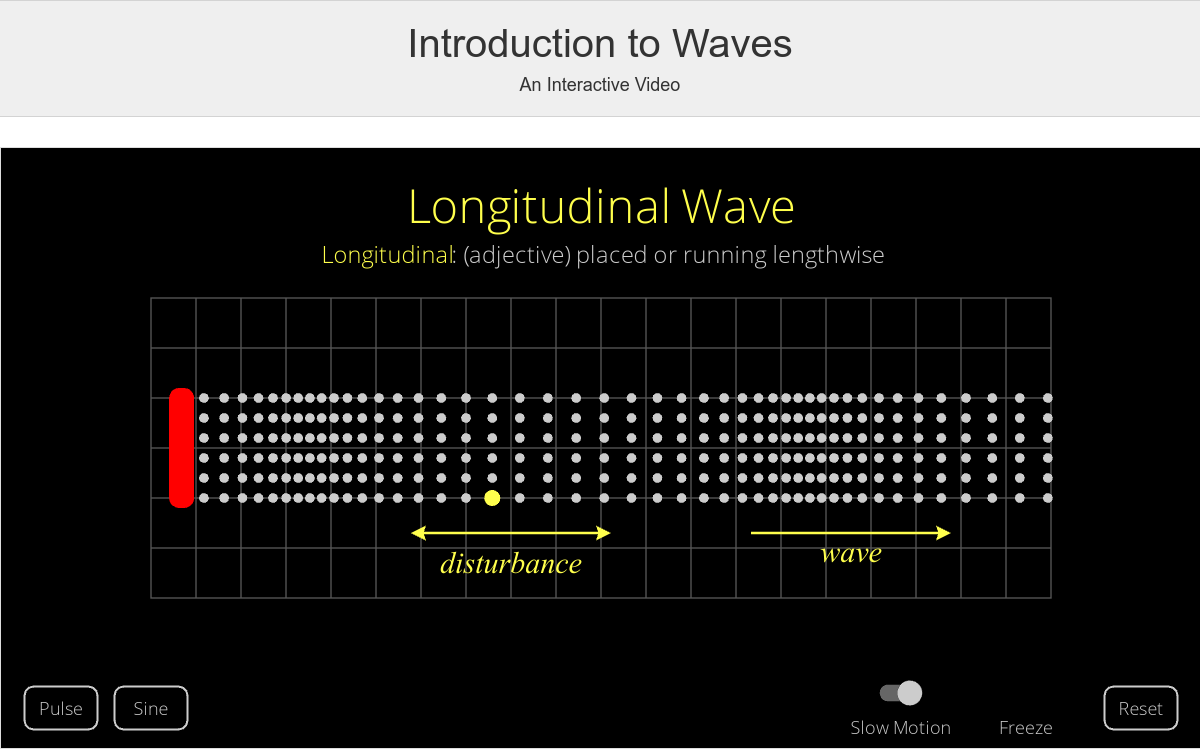 Introduction to Waves
An Interactive Video
Longitudinal Wave
Longitudinal: (adjective) placed or running lengthwise
disturbance
wave
Pulse
Sine
Slow Motion
Freeze
Reset